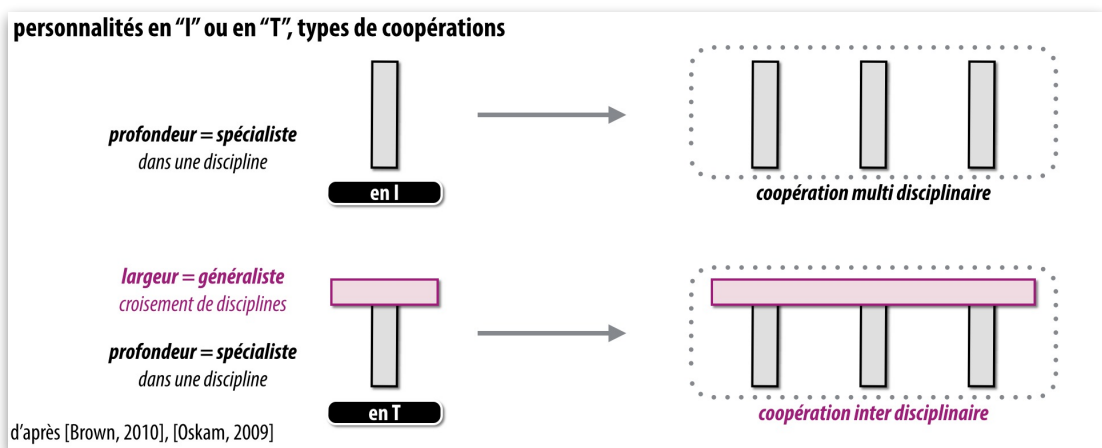 personnalités en “I” ou en “T”, types de coopérations
profondeur = spécialiste
dans une discipline
en I
coopération multi disciplinaire
largeur = généraliste
croisement de disciplines
profondeur = spécialiste
dans une discipline
en T
coopération inter disciplinaire
d’après [Brown, 2010], [Oskam, 2009]